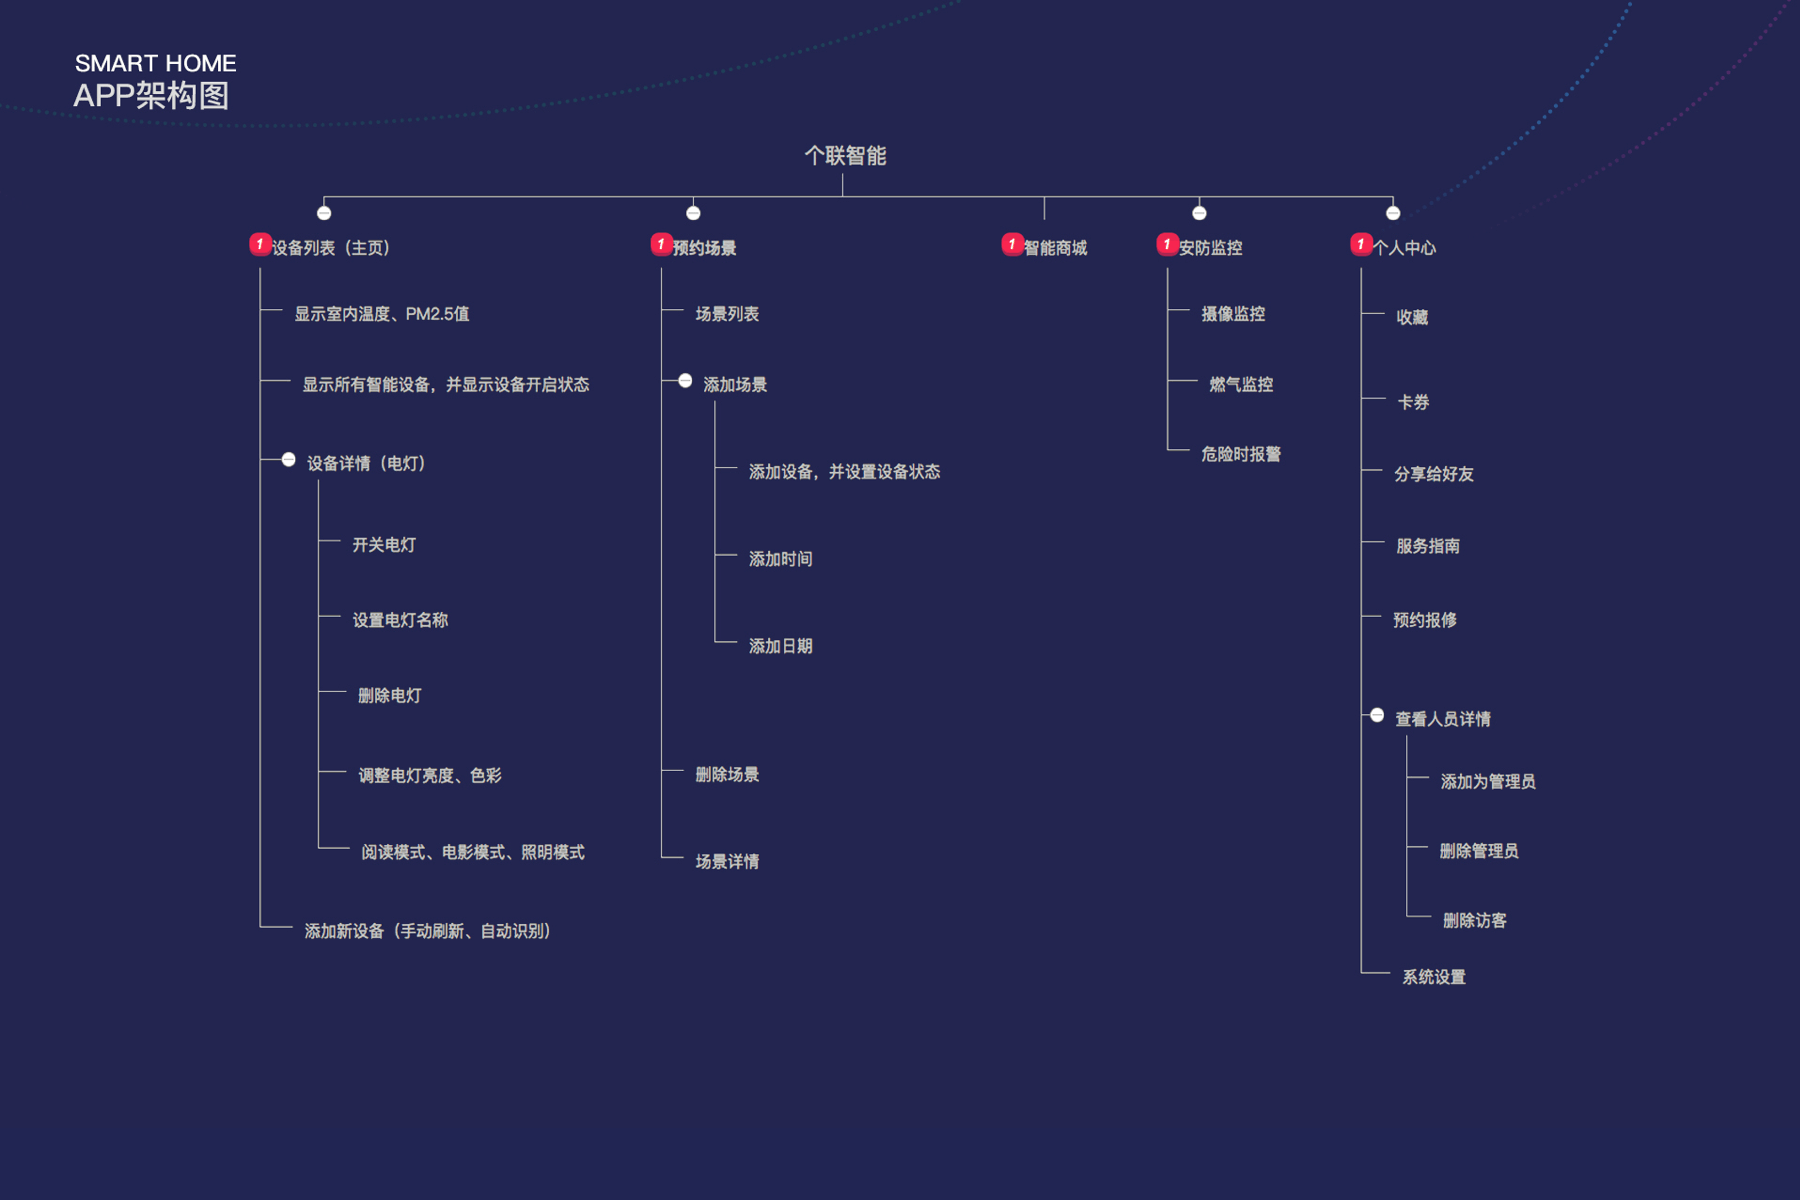 SMART HOME
APP架构图
个联智能
1 设备列表（主页）
显示室内温度、PM2.5值
显示所有智能设备，并显示设备开启状态
设备详情（电灯）
开关电灯
设置电灯名称
删除电灯
调整电灯亮度、色彩
阅读模式、电影模式、照明模式
添加新设备（手动刷新、自动识别）
1 预约场景
场景列表
添加场景
添加设备，并设置设备状态
添加时间
添加日期
删除场景
场景详情
1 智能商城
1 安防监控
摄像监控
燃气监控
危险时报警
1 个人中心
收藏
卡券
分享给好友
服务指南
预约报修
查看人员详情
添加为管理员
删除管理员
删除访客
系统设置